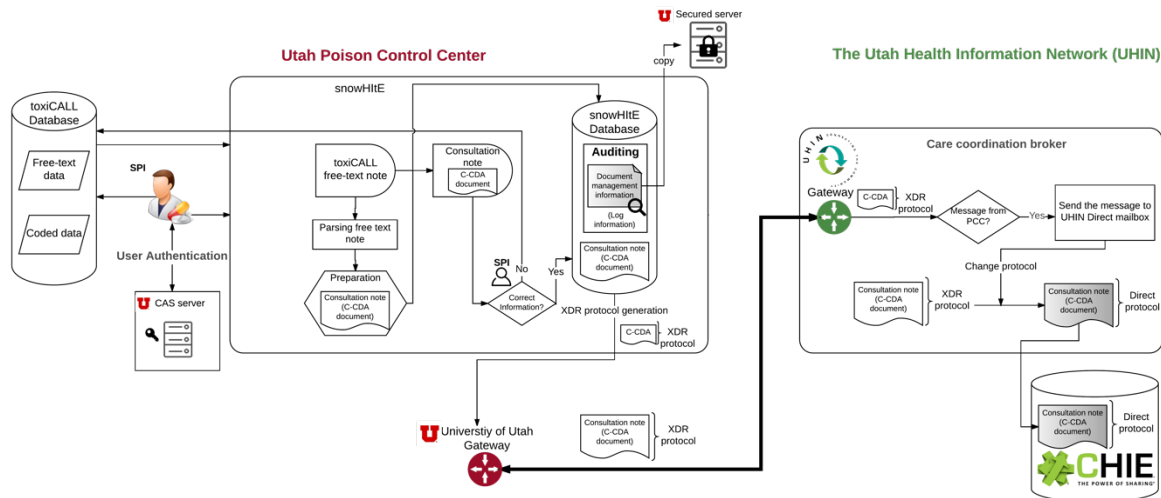 Secured server
Utah Poison Control Center
The Utah Health Information Network (UHIN)
copy
snowHItE
toxiCALL
Database
Free-text
data
Coded data
SPI
User Authentication
CAS server
toxiCALL
free-text note
Consultation
note
C-CDA
document
Parsing free text
note
Preparation
Consultation note
(C-CDA
document)
SPI
No
Yes
Correct
Information?
snowHItE
Database
Auditing
Document
management
information
(Log
information)
Consultation note
(C-CDA
document)
XDR protocol generation
C-CDA
XDR
protocol
Universtiy of Utah
Gateway
Consultation note
(C-CDA
document)
XDR
protocol
Care coordination broker
UHIN
Gateway
C-CDA
XDR
protocol
Message from
PCC?
Yes
Send the message to
UHIN Direct mailbox
Change protocol
Consultation note
(C-CDA
document)
XDR
protocol
Consultation note
(C-CDA
document)
Direct
protocol
Consultation note
(C-CDA
document)
Direct
protocol
CHIE
THE POWER OF SHARING